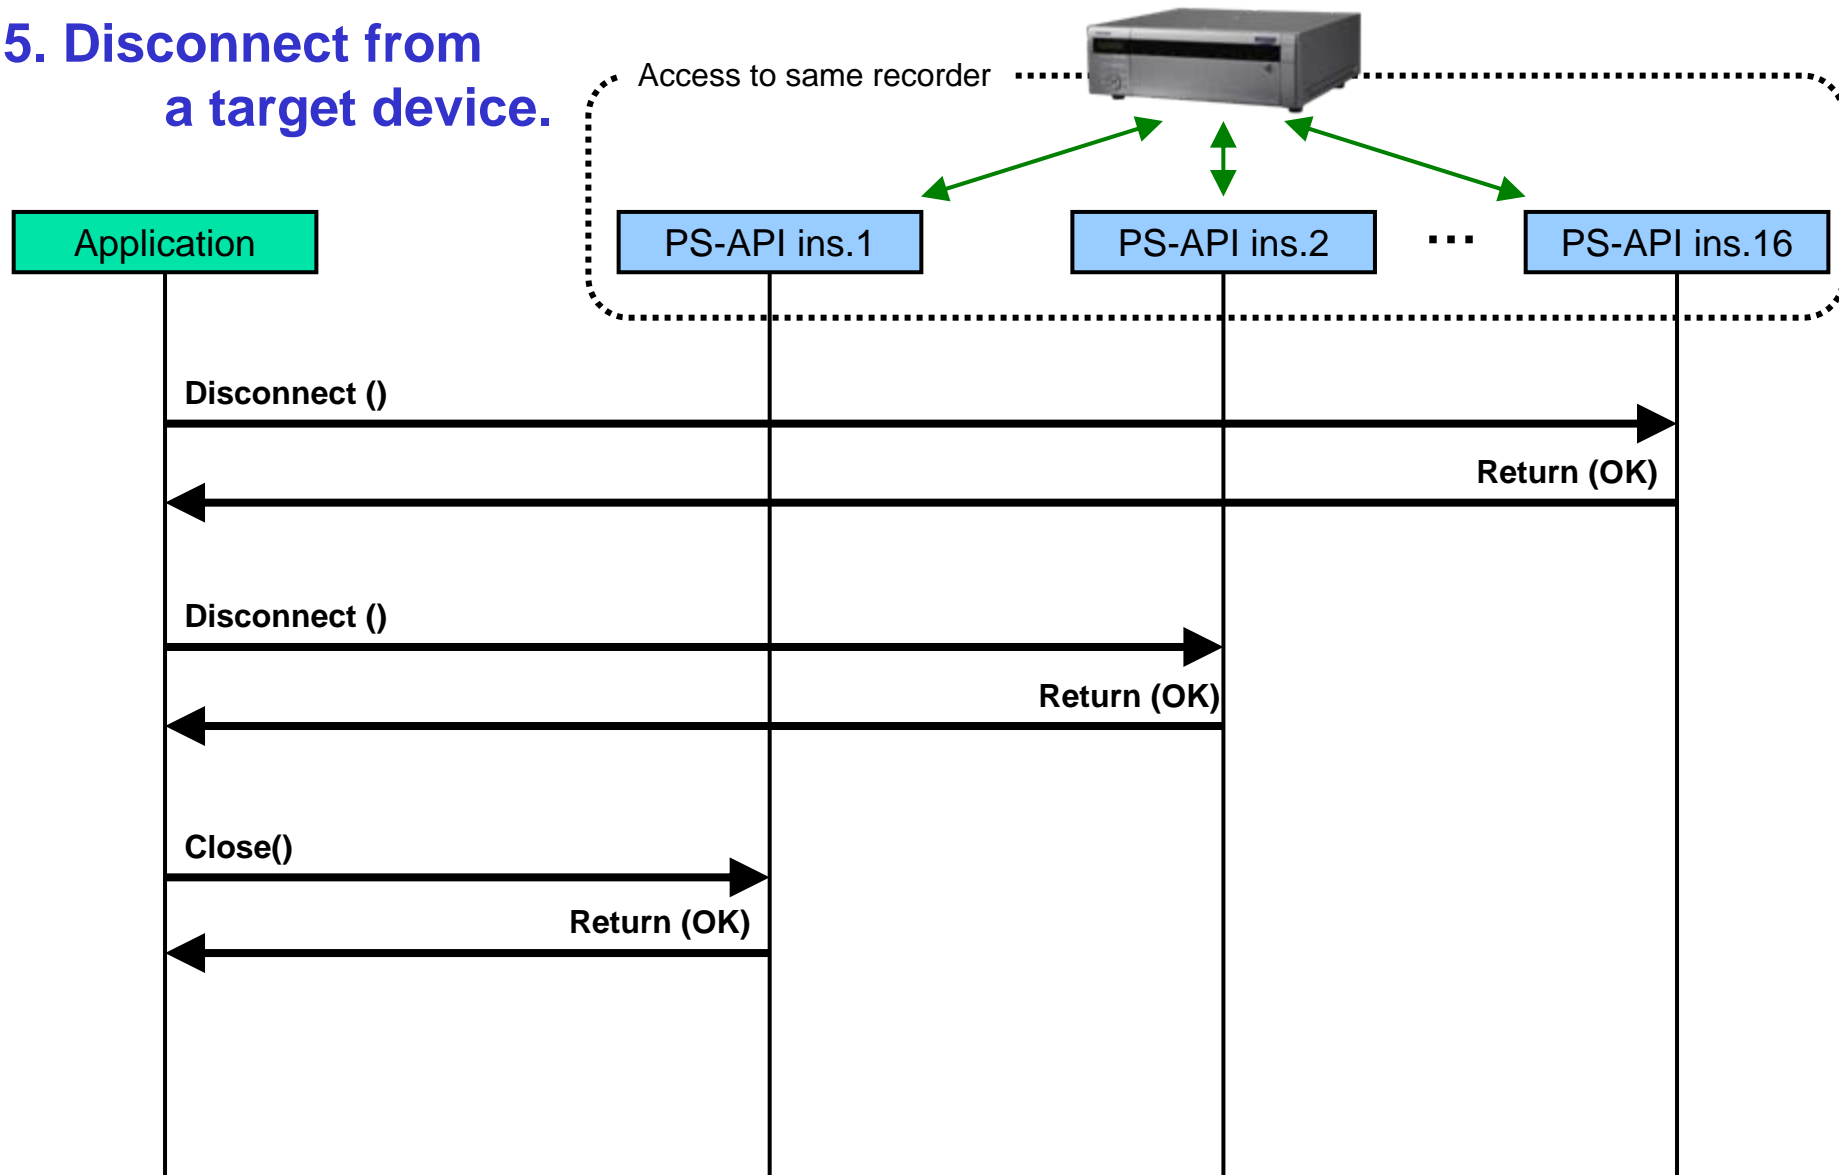 5. Disconnect from
a target device.
Access to same recorder
Application
PS-API ins.1
PS-API ins.2
...
PS-API ins.16
Disconnect ()
Return (OK)
Disconnect ()
Return (OK)
Close()
Return (OK)